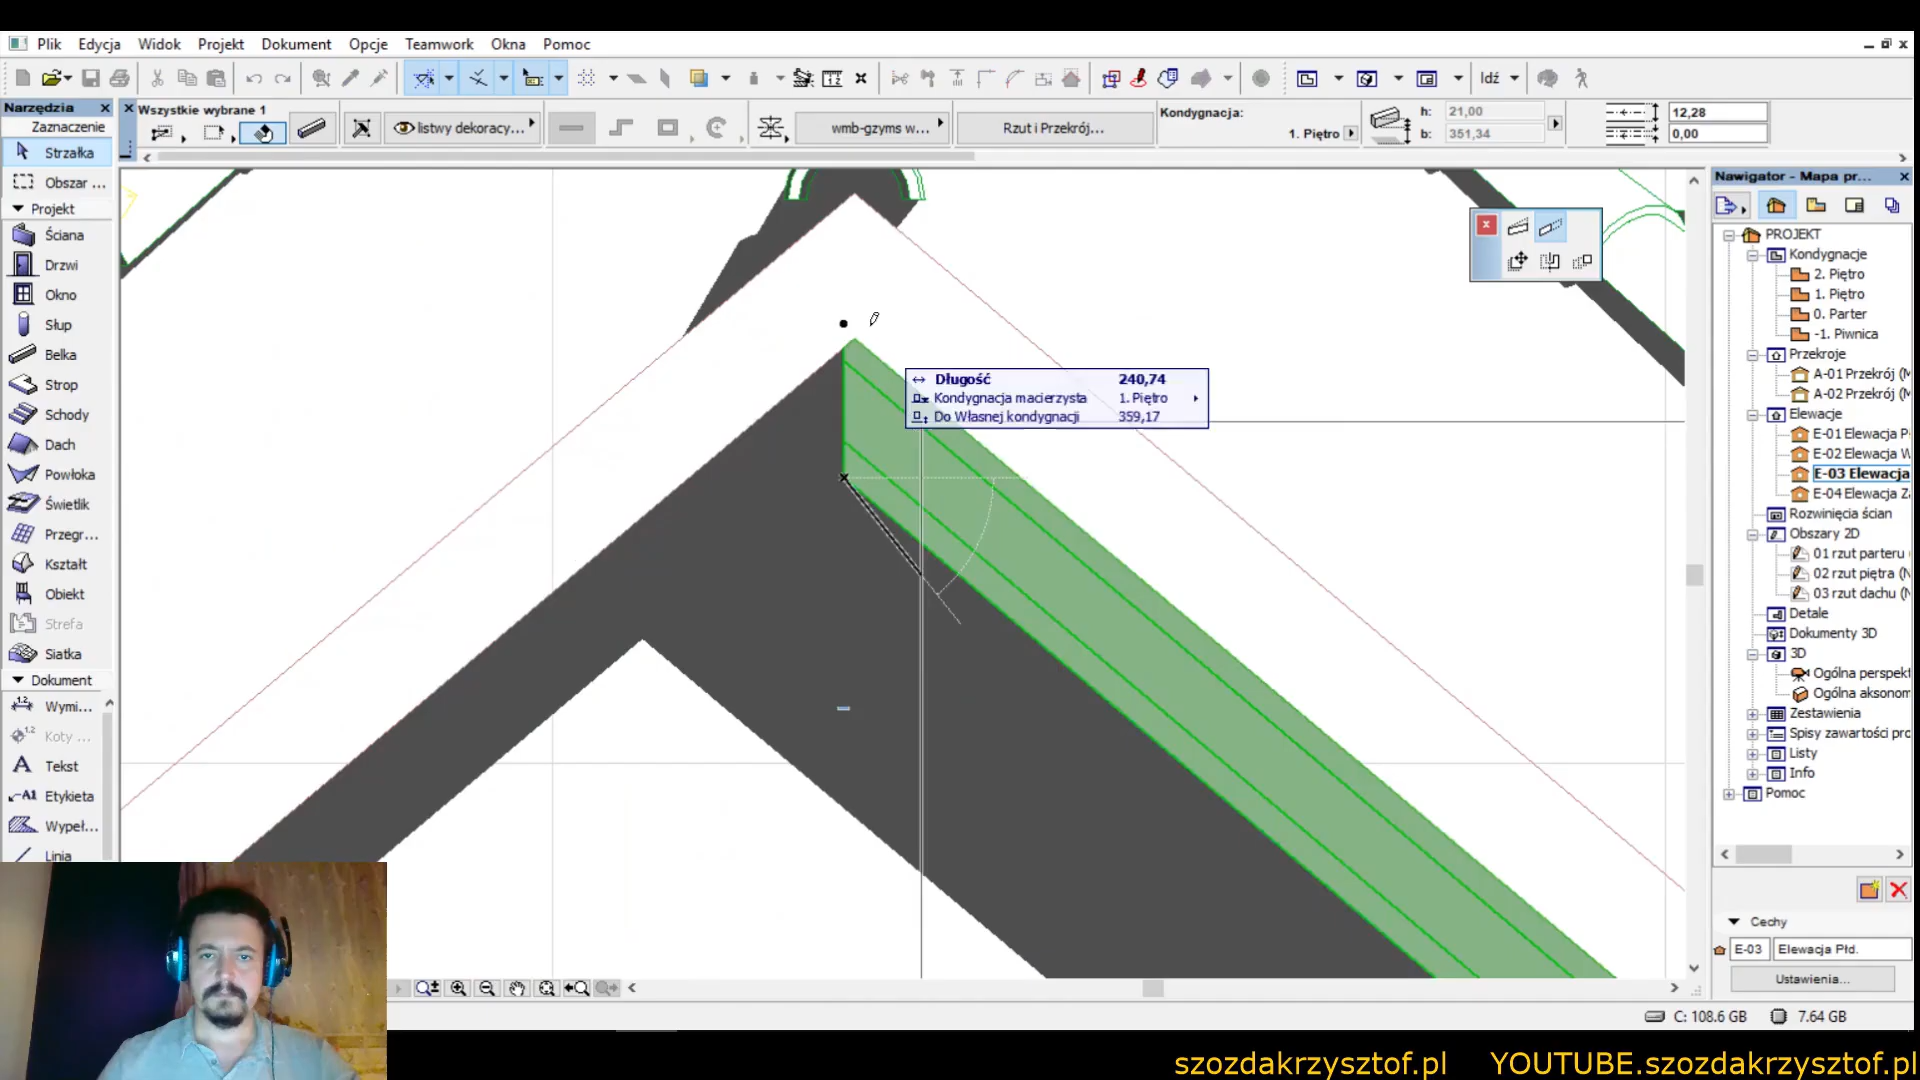 Plik Edycja Widok Projekt Dokument Opcje Teamwork Okna Pomoc
Idź
Narzędzia
Zaznaczenie
Strzałka
Obszar ...
Projekt
Ściana
Drzwi
Okno
Słup
Belka
Strop
Schody
Dach
Powłoka
Świetlik
Przegr...
Kształt
Obiekt
Strefa
Siatka
Dokument
Wymi...
Koty ...
Tekst
Etykieta
Wypeł...
Linia
Wszystkie wybrane 1
listwy dekoracy...
wmb-gzyms w...
Rzut i Przekrój...
Kondygnacja:
1. Piętro
h: 21,00
b: 351,34
12,28
0,00
Długość 240,74
Kondygnacja macierzysta 1. Piętro
Do Własnej kondygnacji 359,17
Nawigator - Mapa pr...
PROJEKT
Kondygnacje
2. Piętro
1. Piętro
0. Parter
-1. Piwnica
Przekroje
A-01 Przekrój (M
A-02 Przekrój (M
Elewacje
E-01 Elewacja P
E-02 Elewacja W
E-03 Elewacja
E-04 Elewacja Z
Rozwinięcia ścian
Obszary 2D
01 rzut parteru
02 rzut piętra (N
03 rzut dachu (N
Detale
Dokumenty 3D
3D
Ogólna perspekt
Ogólna aksonom
Zestawienia
Spisy zawartości pro
Listy
Info
Pomoc
Cechy
E-03 Elewacja Płd.
Ustawienia...
C: 108.6 GB 7.64 GB
szozdakrzysztof.pl YOUTUBE.szozdakrzysztof.pl